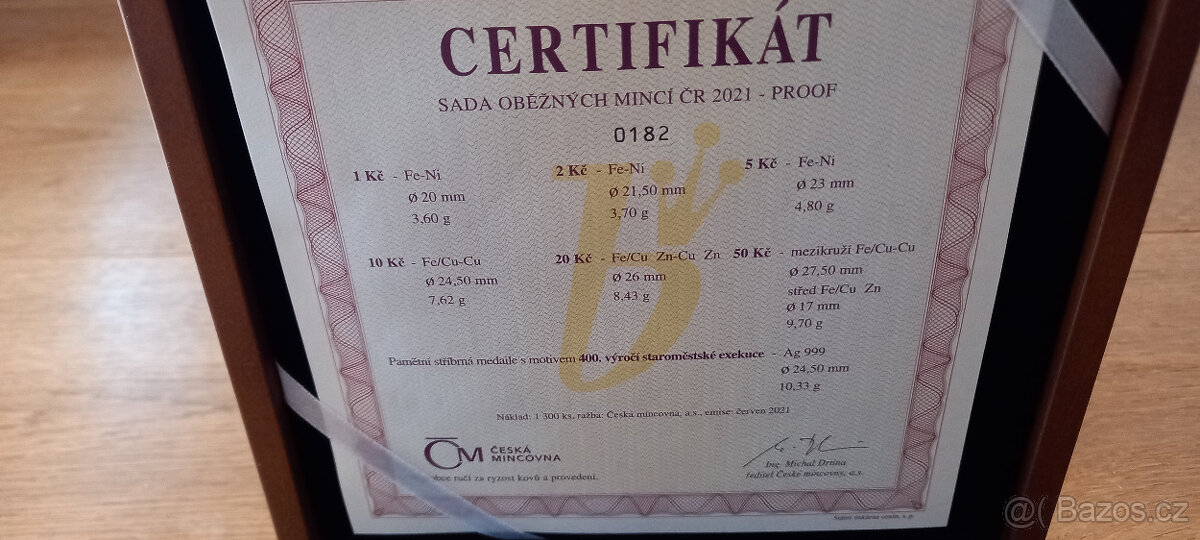 CERTIFIKÁT
SADA OBĚŽNÝCH MINCÍ ČR 2021 - PROOF
0182
1 Kč - Fe-Ni
Ø 20 mm
3,60 g
2 Kč - Fe-Ni
Ø 21,50 mm
3,70 g
5 Kč - Fe-Ni
Ø 23 mm
4,80 g
10 Kč - Fe/Cu-Cu
Ø 24,50 mm
7,62 g
20 Kč - Fe/Cu Zn-Cu Zn
Ø 26 mm
8,43 g
50 Kč - mezikruží Fe/Cu-Cu
Ø 27,50 mm
střed Fe/Cu Zn
Ø 17 mm
9,70 g
Pamětní stříbrná medaile s motivem 400. výročí staroměstské exekuce - Ag 999
Ø 24,50 mm
10,33 g
Náklad: 1 300 ks, ražba: Česká mincovna, a.s., emise: červen 2021
ČM ČESKÁ
MINCOVNA
ručí za ryzost kovů a provedení.
Ing. Michal Drtina
ředitel České mincovny, a.s.
Státní tiskárna cenin, s.p.
@ Bazos.cz